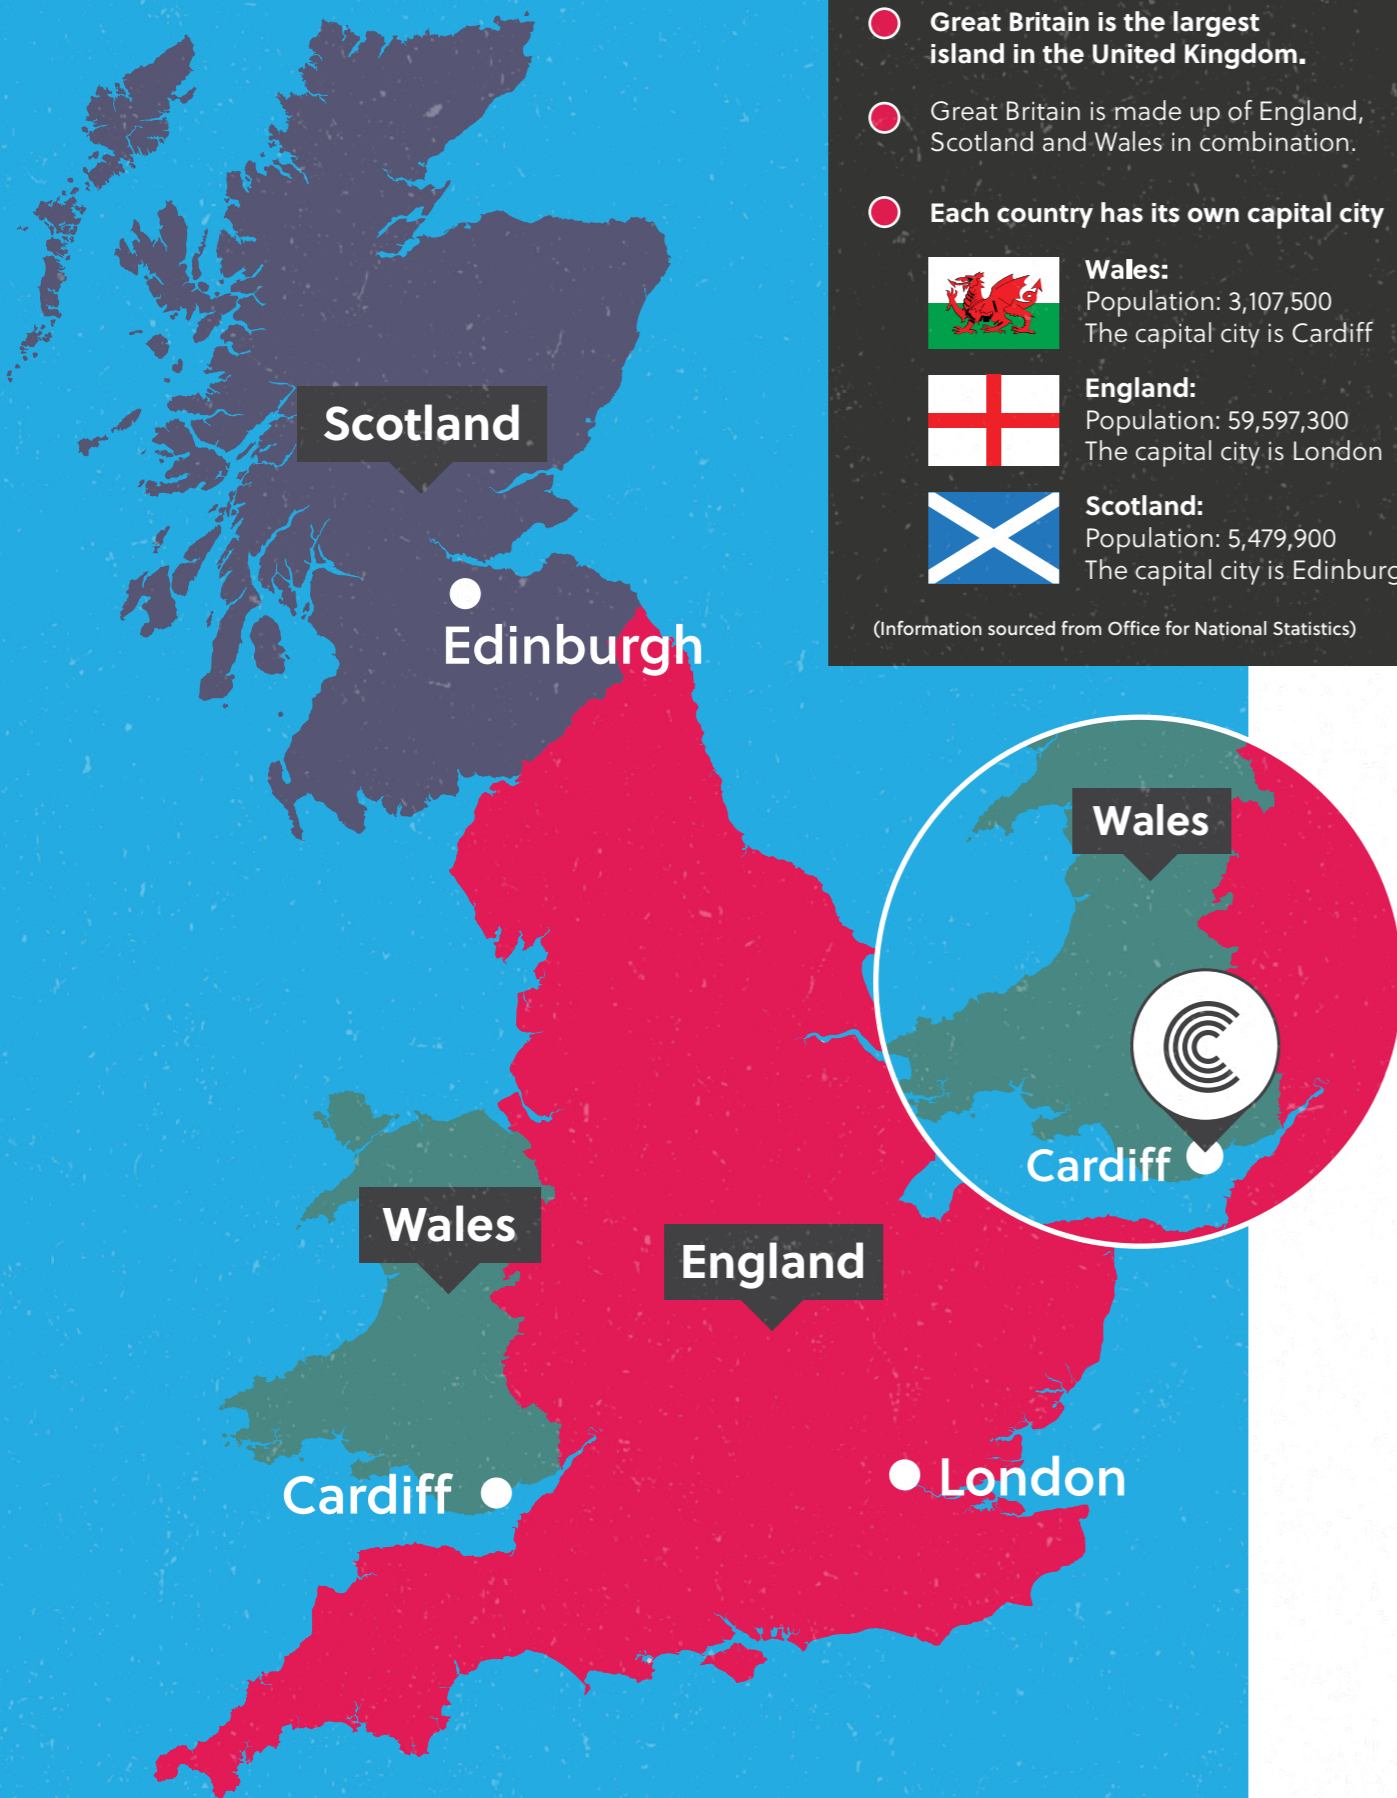 Great Britain is the largest
island in the United Kingdom.
Great Britain is made up of England,
Scotland and Wales in combination.
Each country has its own capital city
Wales:
Population: 3,107,500
The capital city is Cardiff
England:
Population: 59,597,300
The capital city is London
Scotland:
Population: 5,479,900
The capital city is Edinburg
(Information sourced from Office for National Statistics)
Scotland
Edinburgh
Wales
Cardiff
Wales
England
Cardiff
London